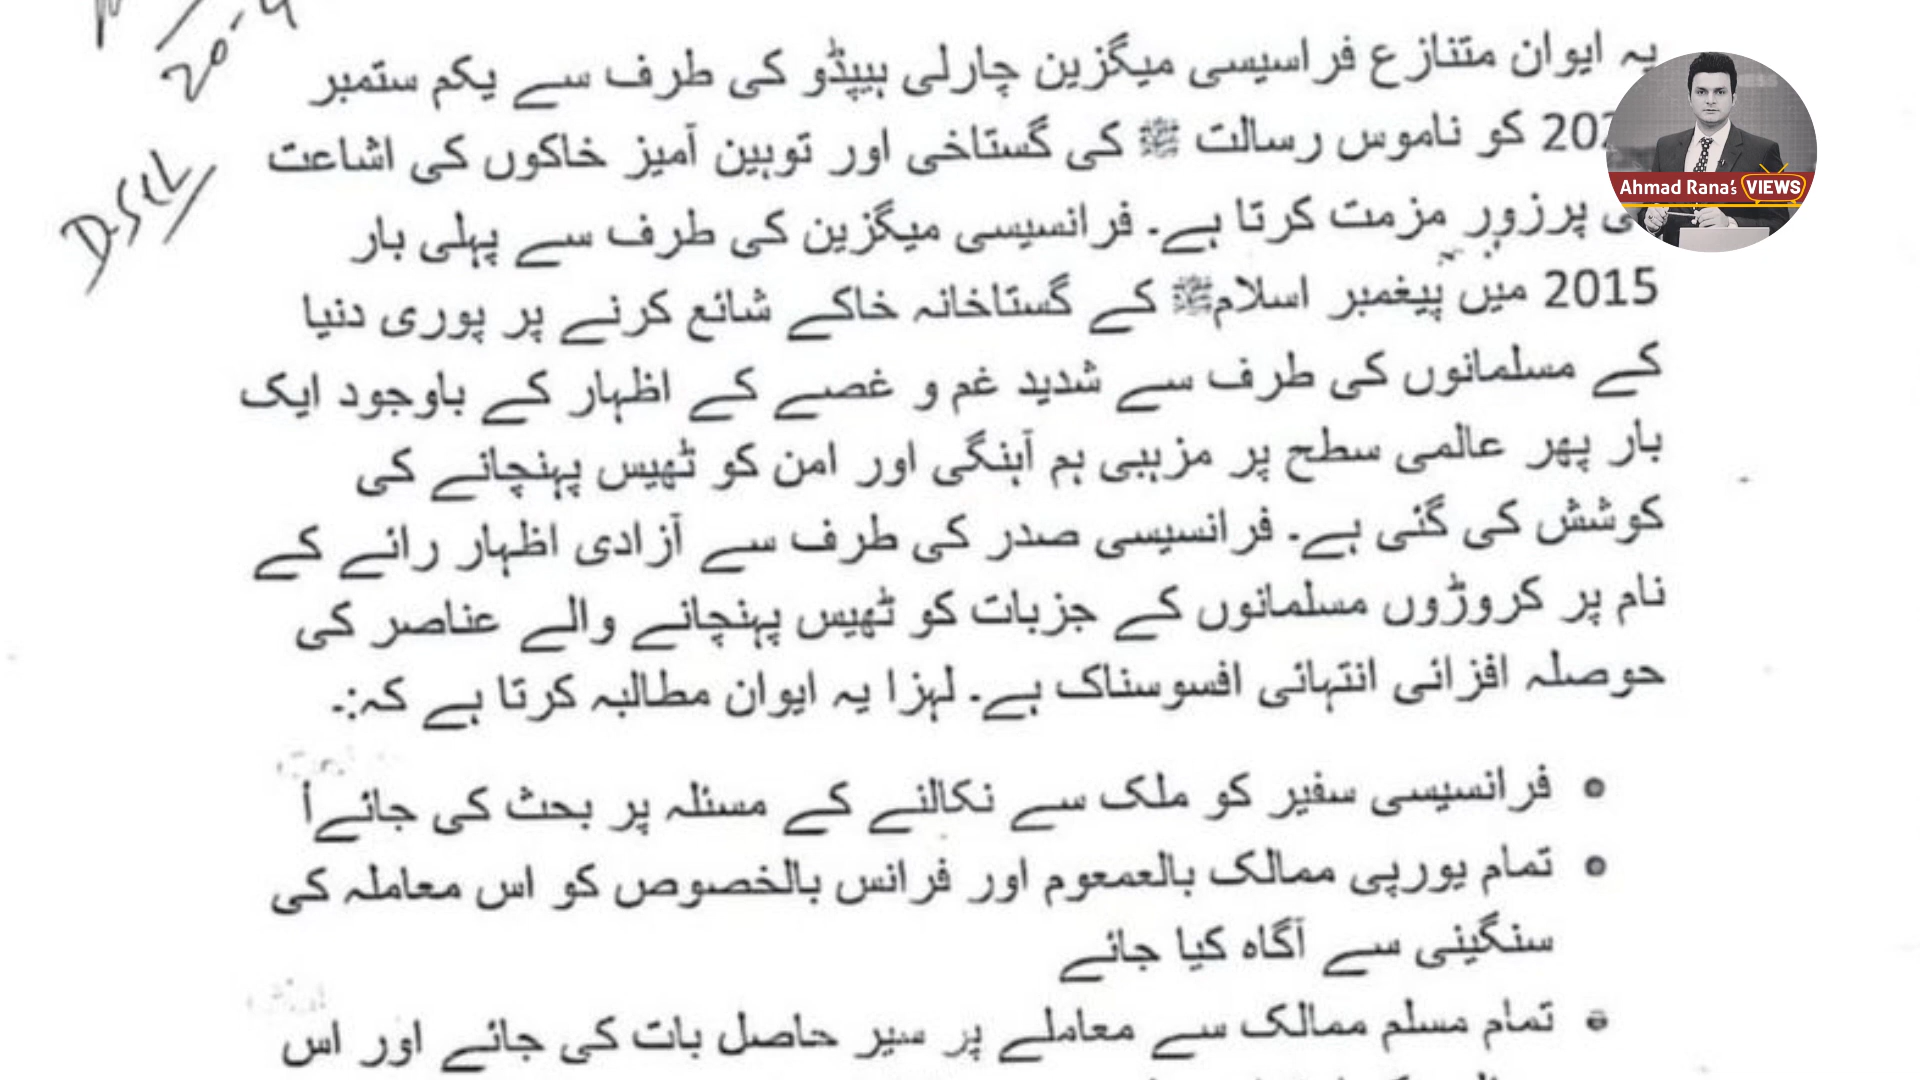 20-4
یہ ایوان متنازع فراسیسی میگزین چارلی ہیپڈو کی طرف سے یکم ستمبر
کو ناموس رسالت ﷺ کی گستاخی اور توہین آمیز خاکوں کی اشاعت
پرزور مزمت کرتا ہے۔ فرانسیسی میگزین کی طرف سے پہلی بار
2015 میں پیغمبر اسلامﷺ کے گستاخانہ خاکے شائع کرنے پر پوری دنیا
کے مسلمانوں کی طرف سے شدید غم و غصے کے اظہار کے باوجود ایک
بار پھر عالمی سطح پر مزہبی ہم آہنگی اور امن کو ٹھیس پہنچانے کی
کوشش کی گئی ہے۔ فرانسیسی صدر کی طرف سے آزادی اظہار رائے کے
نام پر کروڑوں مسلمانوں کے جزبات کو ٹھیس پہنچانے والے عناصر کی
حوصلہ افزائی انتہائی افسوسناک ہے۔ لہزا یہ ایوان مطالبہ کرتا ہے کہ:۔
• فرانسیسی سفیر کو ملک سے نکالنے کے مسئلہ پر بحث کی جائےأ
• تمام یورپی ممالک بالعمعوم اور فرانس بالخصوص کو اس معاملہ کی
سنگینی سے آگاہ کیا جائے
• تمام مسلم ممالک سے معاملے پر سیر حاصل بات کی جائے اور اس
Ahmad Rana's VIEWS